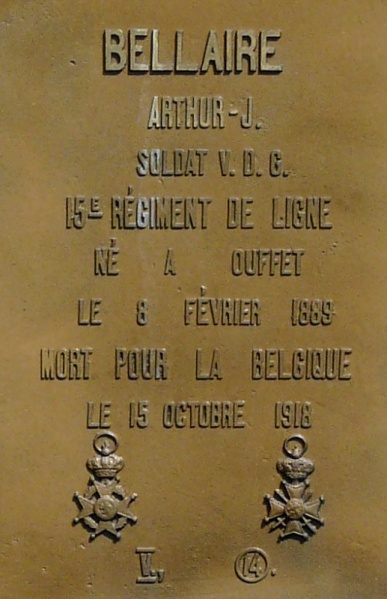 BELLAIRE
ARTHUR-J.
SOLDAT V. D. G.
15E RÉGIMENT DE LIGNE
NÉ A OUFFET
LE 8 FÉVRIER 1889
MORT POUR LA BELGIQUE
LE 15 OCTOBRE 1918
V., 14.